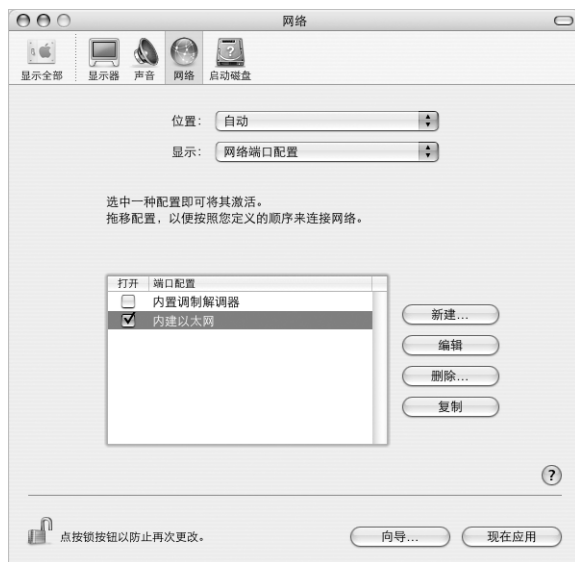 网络
显示全部 显示器 声音 网络 启动磁盘
位置: 自动
显示: 网络端口配置
选中一种配置即可将其激活。
拖移配置，以便按照您定义的顺序来连接网络。
打开 端口配置
内置调制解调器
内建以太网
新建...
编辑
删除...
复制
?
点按锁按钮以防止再次更改。
向导... 现在应用